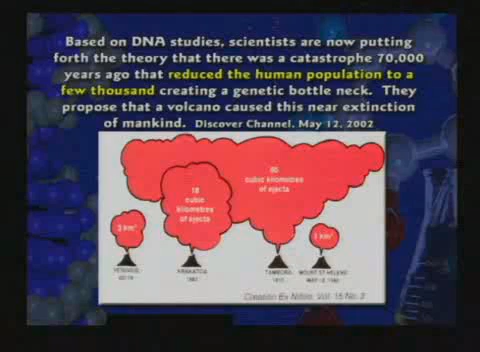 Based on DNA studies, scientists are now putting
forth the theory that there was a catastrophe 70,000
years ago that reduced the human population to a
few thousand creating a genetic bottle neck. They
propose that a volcano caused this near extinction
of mankind. Discover Channel, May 12, 2002
cubic kilometres
of ejecta
18
cubic
kilometres
of ejecta
3 km³
1 km³
VESUVIUS
KRAKATOA
1883
TAMBORA
1815
MOUNT ST HELENS
MAY 18, 1980
Creation Ex Nihilo, Vol. 15 No. 2